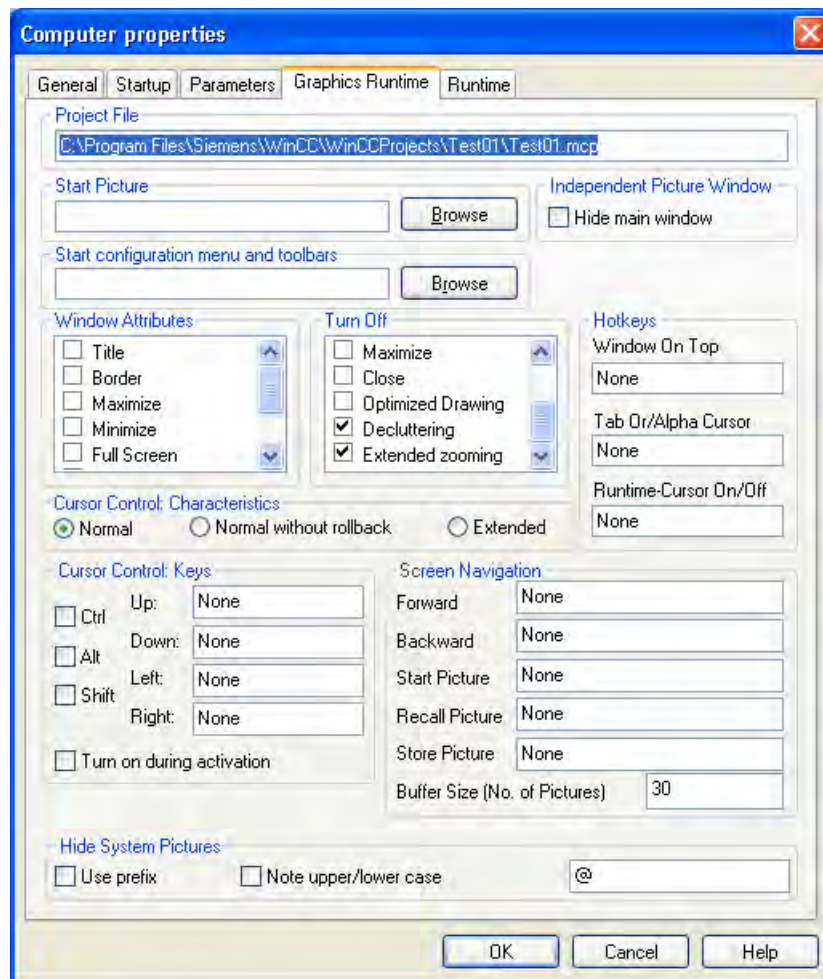 Computer properties
General Startup Parameters Graphics Runtime Runtime
Project File
C:\Program Files\Siemens\WinCC\WinCCProjects\Test01\Test01.mcp
Start Picture
Browse
Independent Picture Window
Hide main window
Start configuration menu and toolbars
Browse
Window Attributes
Title
Border
Maximize
Minimize
Full Screen
Turn Off
Maximize
Close
Optimized Drawing
Decluttering
Extended zooming
Hotkeys
Window On Top
None
Tab Or/Alpha Cursor
None
Runtime-Cursor On/Off
None
Cursor Control: Characteristics
Normal Normal without rollback Extended
Cursor Control: Keys
Ctrl
Alt
Shift
Up: None
Down: None
Left: None
Right: None
Turn on during activation
Screen Navigation
Forward None
Backward None
Start Picture None
Recall Picture None
Store Picture None
Buffer Size (No. of Pictures) 30
Hide System Pictures
Use prefix Note upper/lower case @
OK Cancel Help